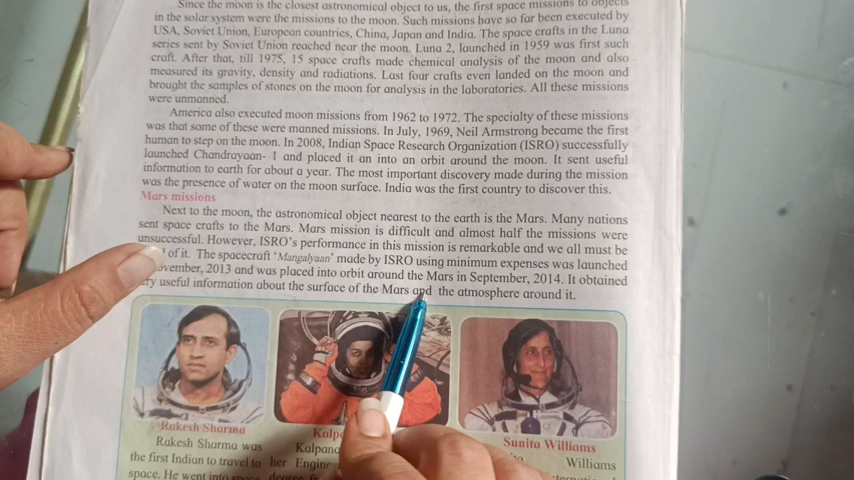 Since the moon is the closest astronomical object to us, the first space missions to objects
in the solar system were the missions to the moon. Such missions have so far been executed by
USA, Soviet Union, European countries, China, Japan and India. The space crafts in the Luna
series sent by Soviet Union reached near the moon. Luna 2, launched in 1959 was first such
craft. After that, till 1975, 15 space crafts made chemical analysis of the moon and also
measured its gravity, density and radiations. Last four crafts even landed on the moon and
brought the samples of stones on the moon for analysis in the laboratories. All these missions
were unmanned.
America also executed moon missions from 1962 to 1972. The specialty of these missions
was that some of these were manned missions. In July, 1969, Neil Armstrong became the first
human to step on the moon. In 2008, Indian Space Research Organization (ISRO) successfully
launched Chandrayaan- 1 and placed it an into an orbit around the moon. It sent useful
information to earth for about a year. The most important discovery made during the mission
was the presence of water on the moon surface. India was the first country to discover this.
Mars missions
Next to the moon, the astronomical object nearest to the earth is the Mars. Many nations
sent space crafts to the Mars. Mars mission is difficult and almost half the missions were
unsuccessful. However, ISRO's performance in this mission is remarkable and we all must be
of it. The spacecraft 'Mangalyaan' made by ISRO using minimum expenses was launched
vember, 2013 and was placed into orbit around the Mars in September, 2014. It obtained
ry useful information about the surface of the Mars and the atmosphere around it.
Rakesh Sharma
Rakesh Sharma was
the first Indian to travel to
space. He went into space
Kalp
Kalpana
her Engine
degree
Sunita Williams
Williams